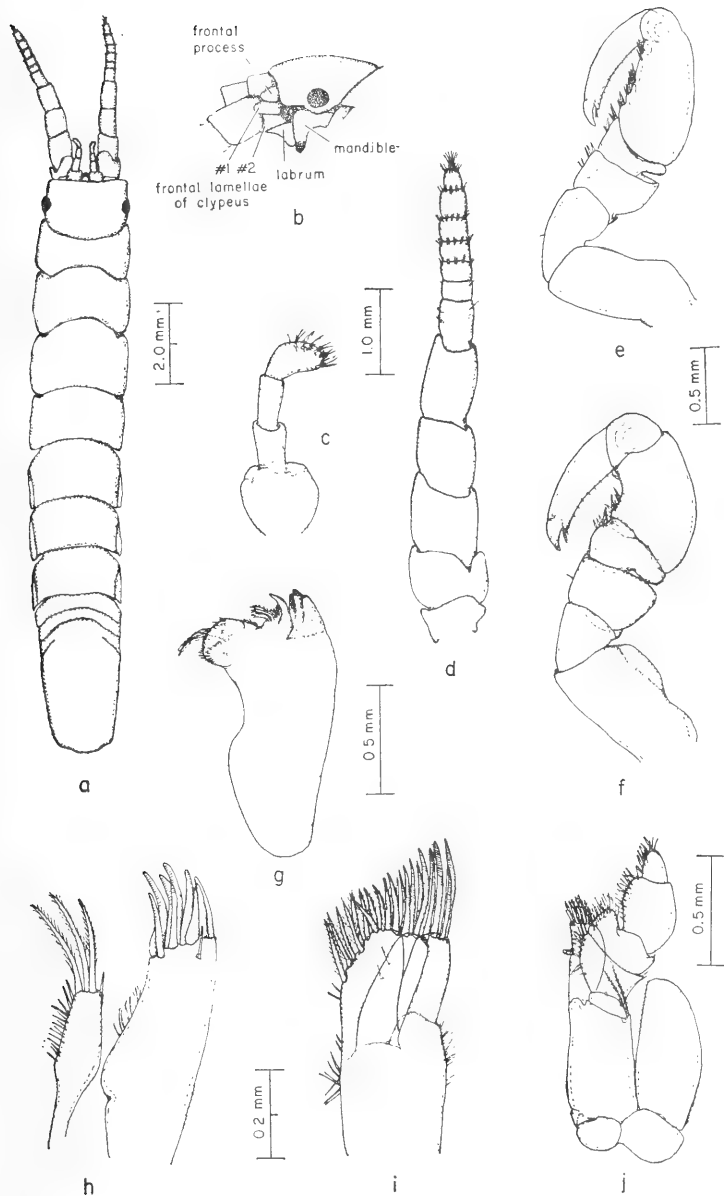 frontal
process
mandible
#1 #2
labrum
frontal lamellae
of clypeus
b
2.0 mm
1.0 mm
c
e
0.5 mm
d
a
f
0.5 mm
g
0.5 mm
0.2 mm
h
i
j